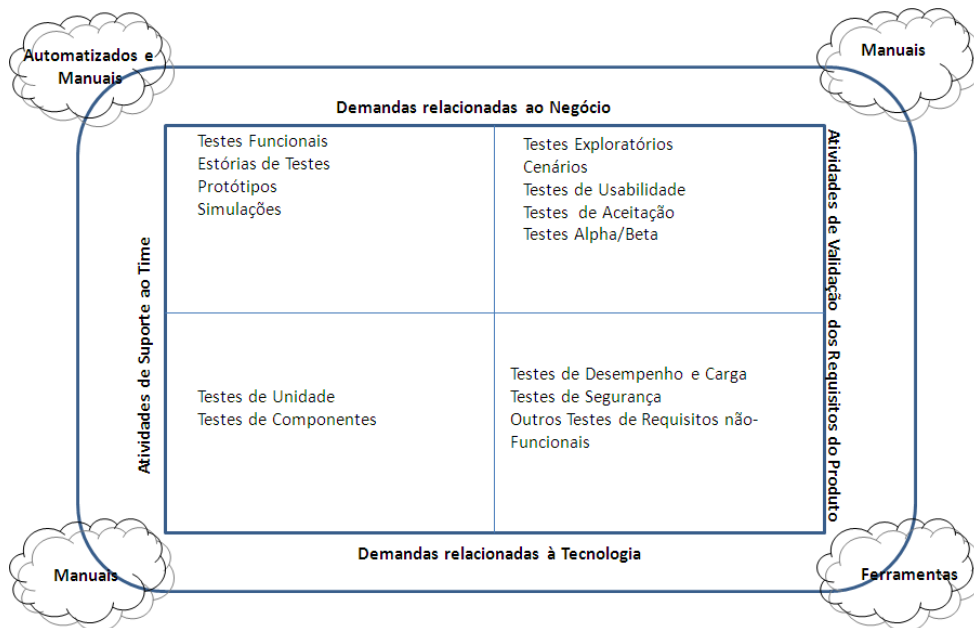 Automatizados e
Manuais
Manuais
Demandas relacionadas ao Negócio
Testes Funcionais
Estórias de Testes
Protótipos
Simulações
Testes Exploratórios
Cenários
Testes de Usabilidade
Testes de Aceitação
Testes Alpha/Beta
Atividades de Suporte ao Time
Atividades de Validação dos Requisitos do Produto
Testes de Unidade
Testes de Componentes
Testes de Desempenho e Carga
Testes de Segurança
Outros Testes de Requisitos não-
Funcionais
Demandas relacionadas à Tecnologia
Manuais
Ferramentas